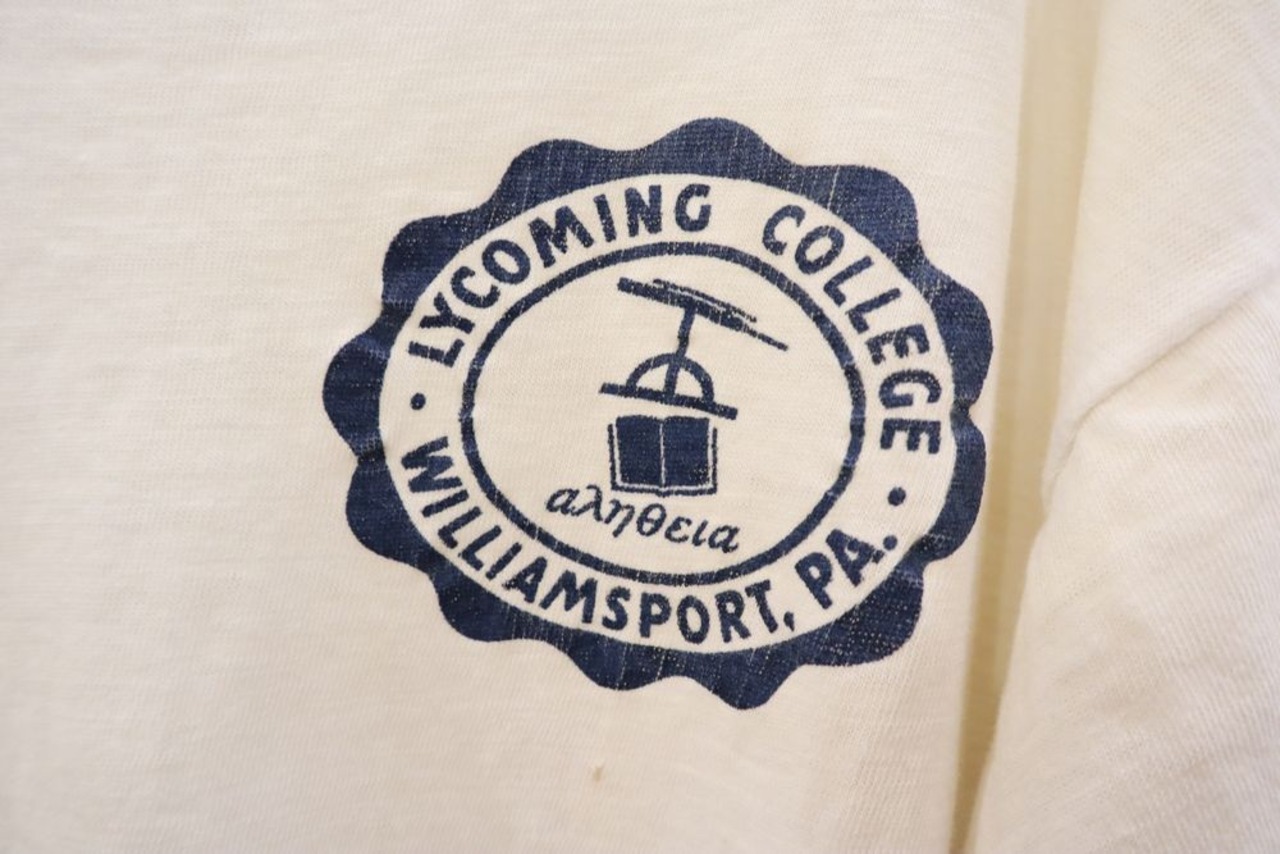 LYCOMING COLLEGE
αληθεια
WILLIAMSPORT, PA.